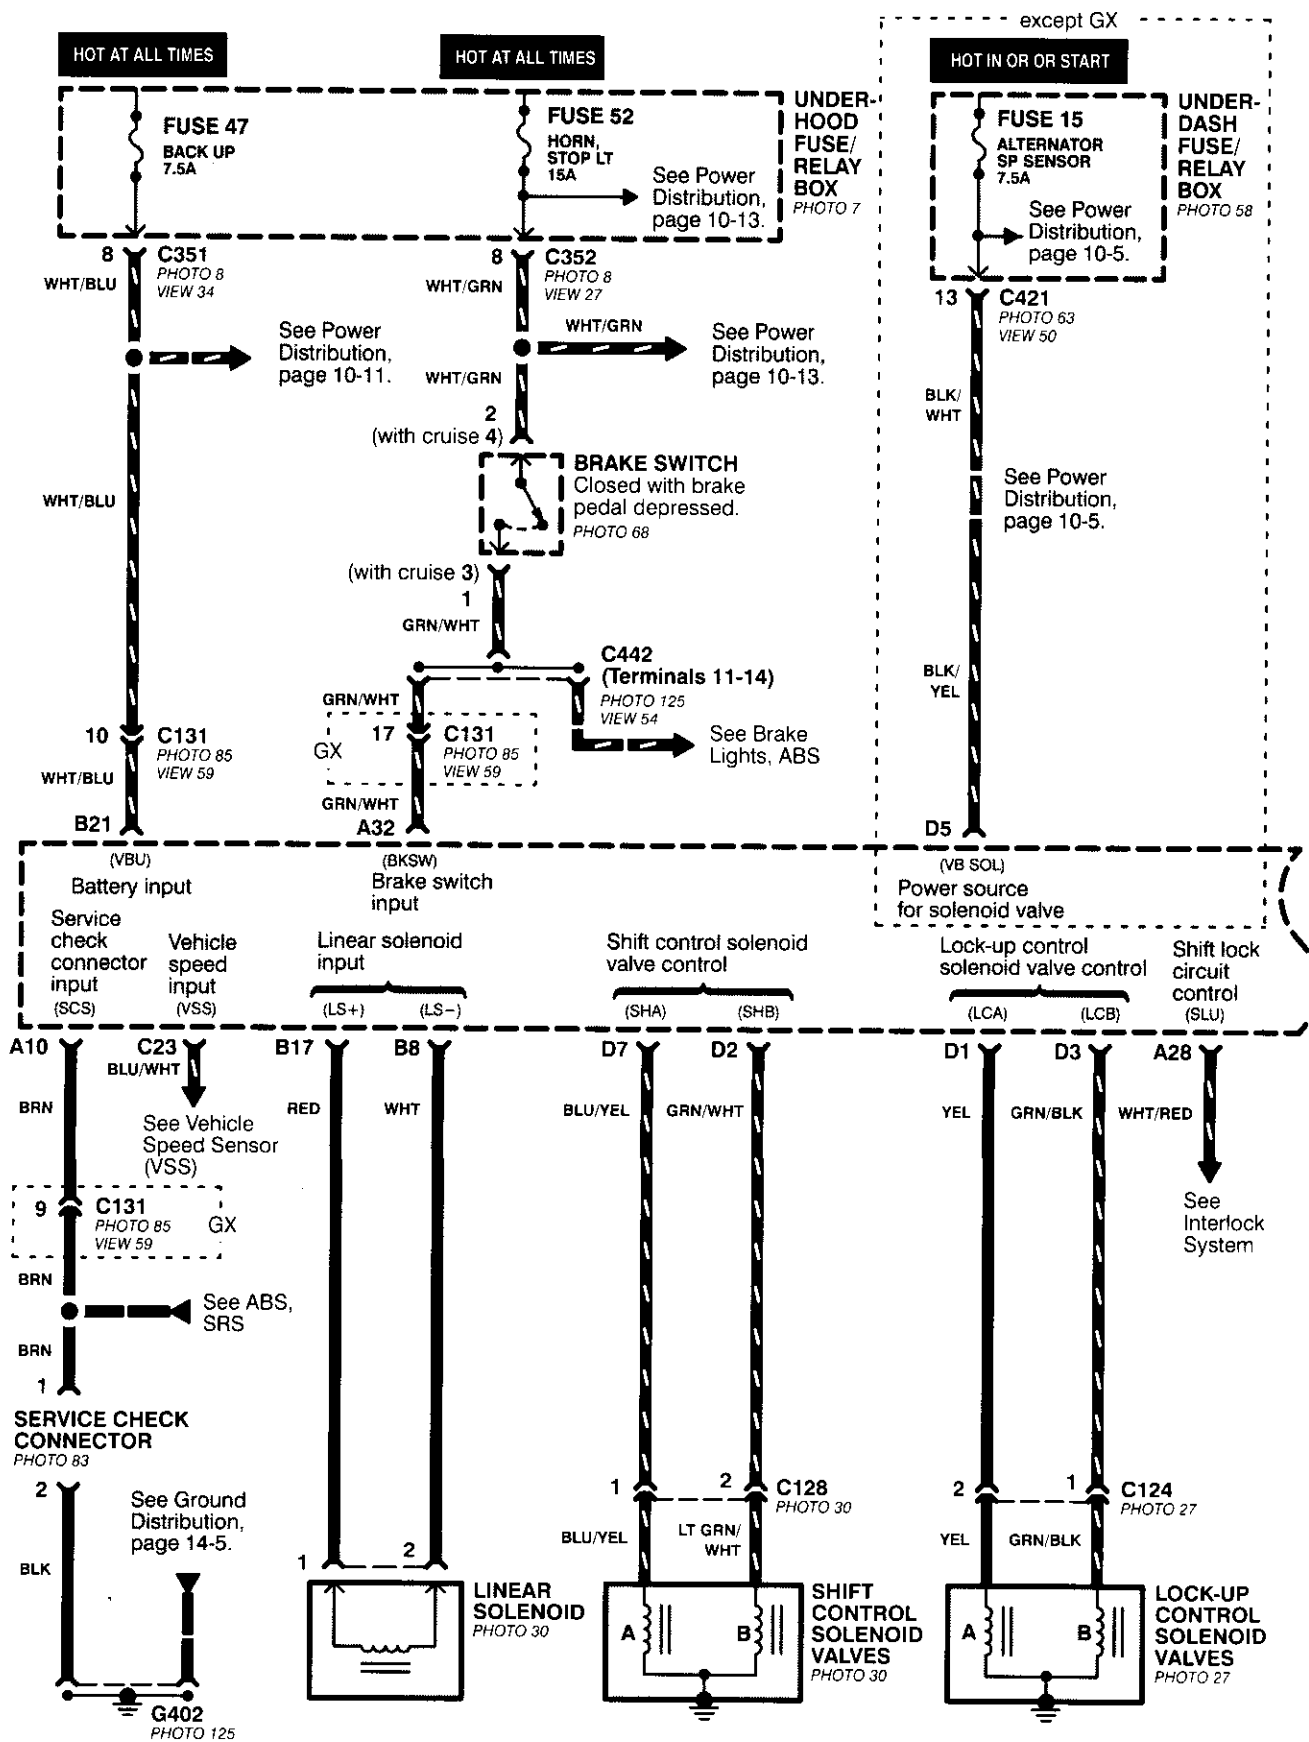 except GX
HOT AT ALL TIMES
HOT AT ALL TIMES
HOT IN OR OR START
FUSE 47
BACK UP
7.5A
FUSE 52
HORN,
STOP LT
15A
See Power
Distribution,
page 10-13.
UNDER-
HOOD
FUSE/
RELAY
BOX
PHOTO 7
FUSE 15
ALTERNATOR
SP SENSOR
7.5A
See Power
Distribution,
page 10-5.
UNDER-
DASH
FUSE/
RELAY
BOX
PHOTO 58
8
C351
PHOTO 8
VIEW 34
WHT/BLU
8
C352
PHOTO 8
VIEW 27
WHT/GRN
13
C421
PHOTO 63
VIEW 50
See Power
Distribution,
page 10-11.
WHT/GRN
See Power
Distribution,
page 10-13.
WHT/GRN
BLK/
WHT
2
(with cruise 4)
BRAKE SWITCH
Closed with brake
pedal depressed.
PHOTO 68
WHT/BLU
See Power
Distribution,
page 10-5.
(with cruise 3)
1
GRN/WHT
C442
(Terminals 11-14)
PHOTO 125
VIEW 54
BLK/
YEL
GRN/WHT
10
C131
PHOTO 85
VIEW 59
GX
17
C131
PHOTO 85
VIEW 59
See Brake
Lights, ABS
WHT/BLU
GRN/WHT
B21
A32
D5
(VBU)
Battery input
(BKSW)
Brake switch
input
(VB SOL)
Power source
for solenoid valve
Service
check
connector
input
(SCS)
Vehicle
speed
input
(VSS)
Linear solenoid
input
(LS+)
(LS-)
Shift control solenoid
valve control
(SHA)
(SHB)
Lock-up control
solenoid valve control
(LCA)
(LCB)
Shift lock
circuit
control
(SLU)
A10
C23
B17
B8
D7
D2
D1
D3
A28
BLU/WHT
BRN
RED
WHT
BLU/YEL
GRN/WHT
YEL
GRN/BLK
WHT/RED
See Vehicle
Speed Sensor
(VSS)
9
C131
PHOTO 85
VIEW 59
GX
See
Interlock
System
BRN
See ABS,
SRS
BRN
1
SERVICE CHECK
CONNECTOR
PHOTO 83
2
See Ground
Distribution,
page 14-5.
BLK
1
2
C128
PHOTO 30
2
1
C124
PHOTO 27
BLU/YEL
LT GRN/
WHT
YEL
GRN/BLK
1
2
LINEAR
SOLENOID
PHOTO 30
A
B
SHIFT
CONTROL
SOLENOID
VALVES
PHOTO 30
A
B
LOCK-UP
CONTROL
SOLENOID
VALVES
PHOTO 27
G402
PHOTO 125